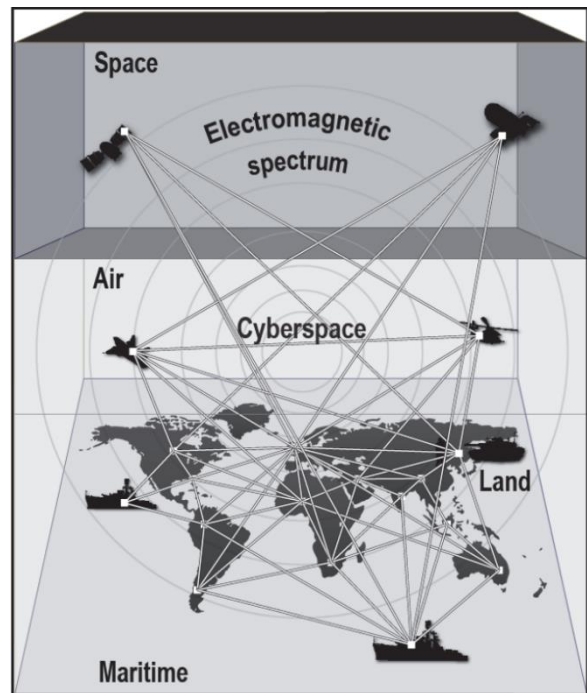 Space
Electromagnetic
spectrum
Air
Cyberspace
Land
Maritime